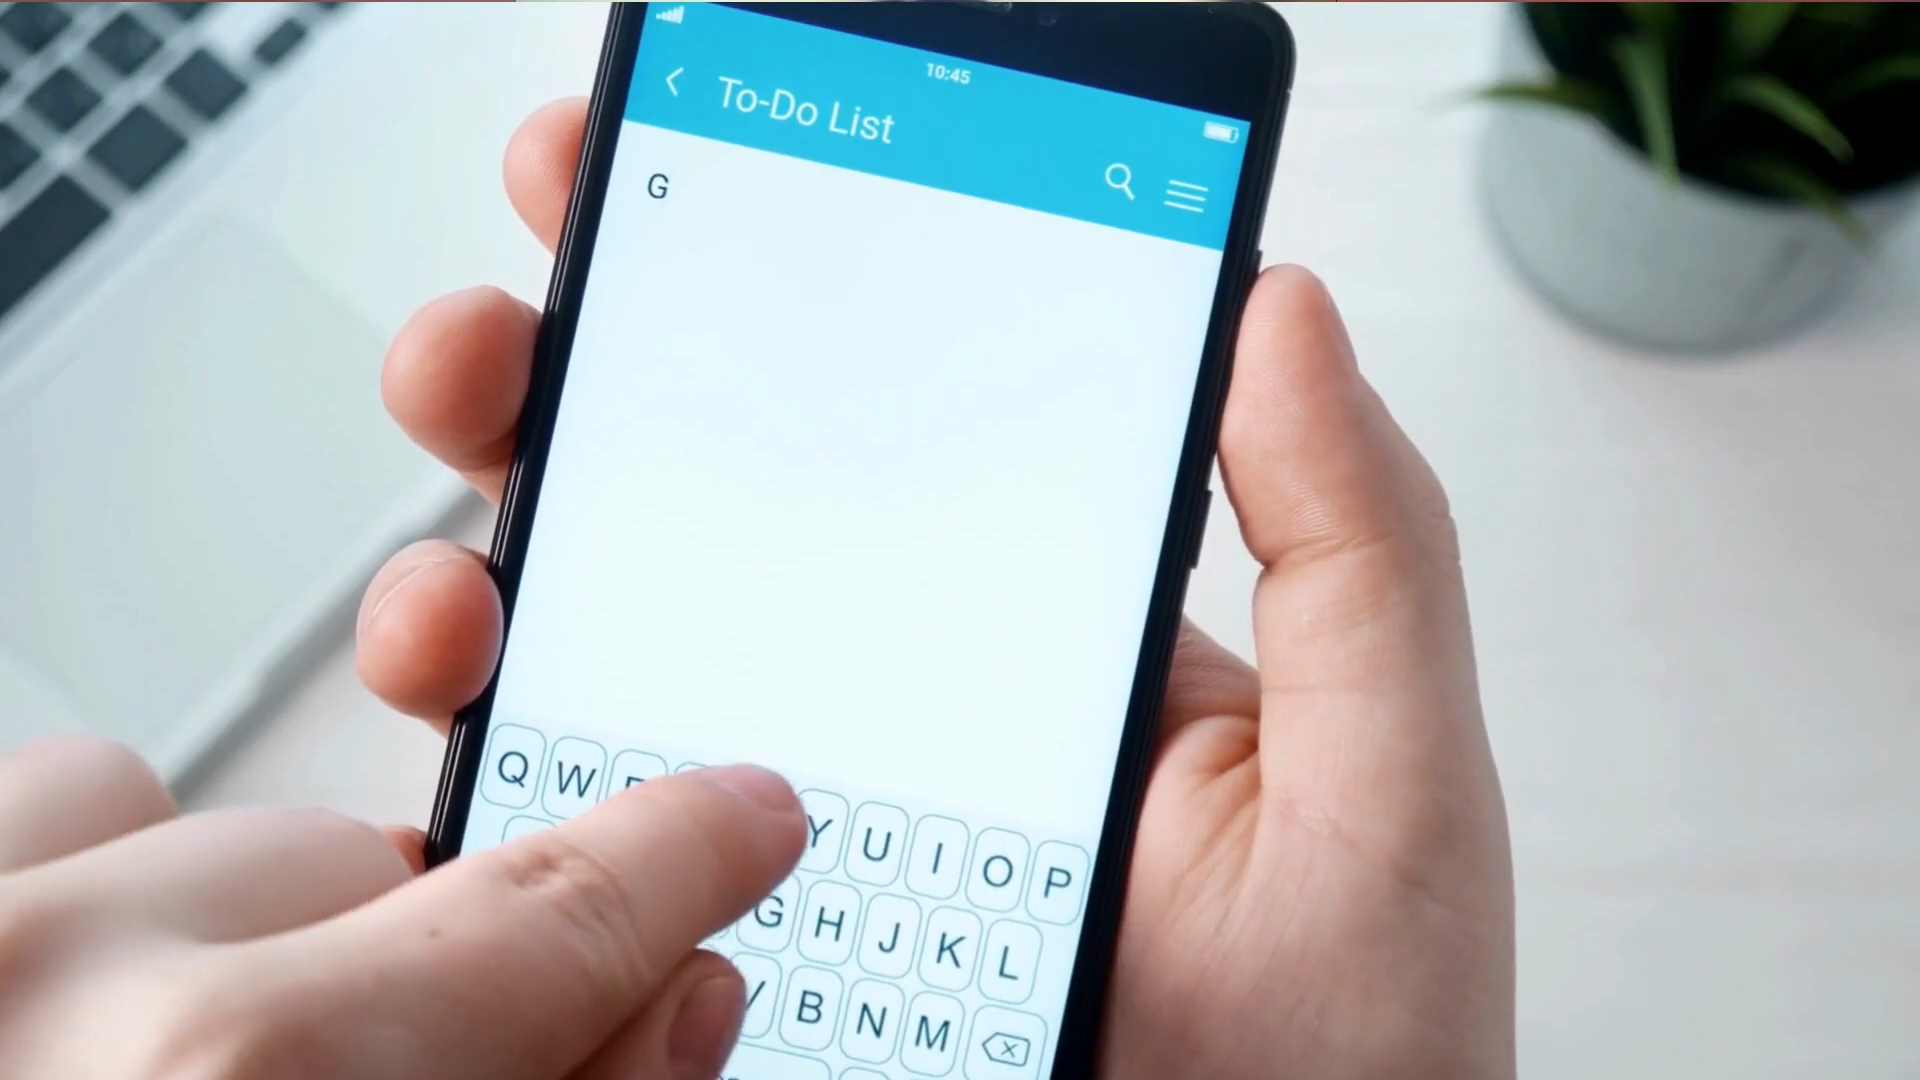 10:45
To-Do List
G
Q W Y U I O P
G H J K L
V B N M